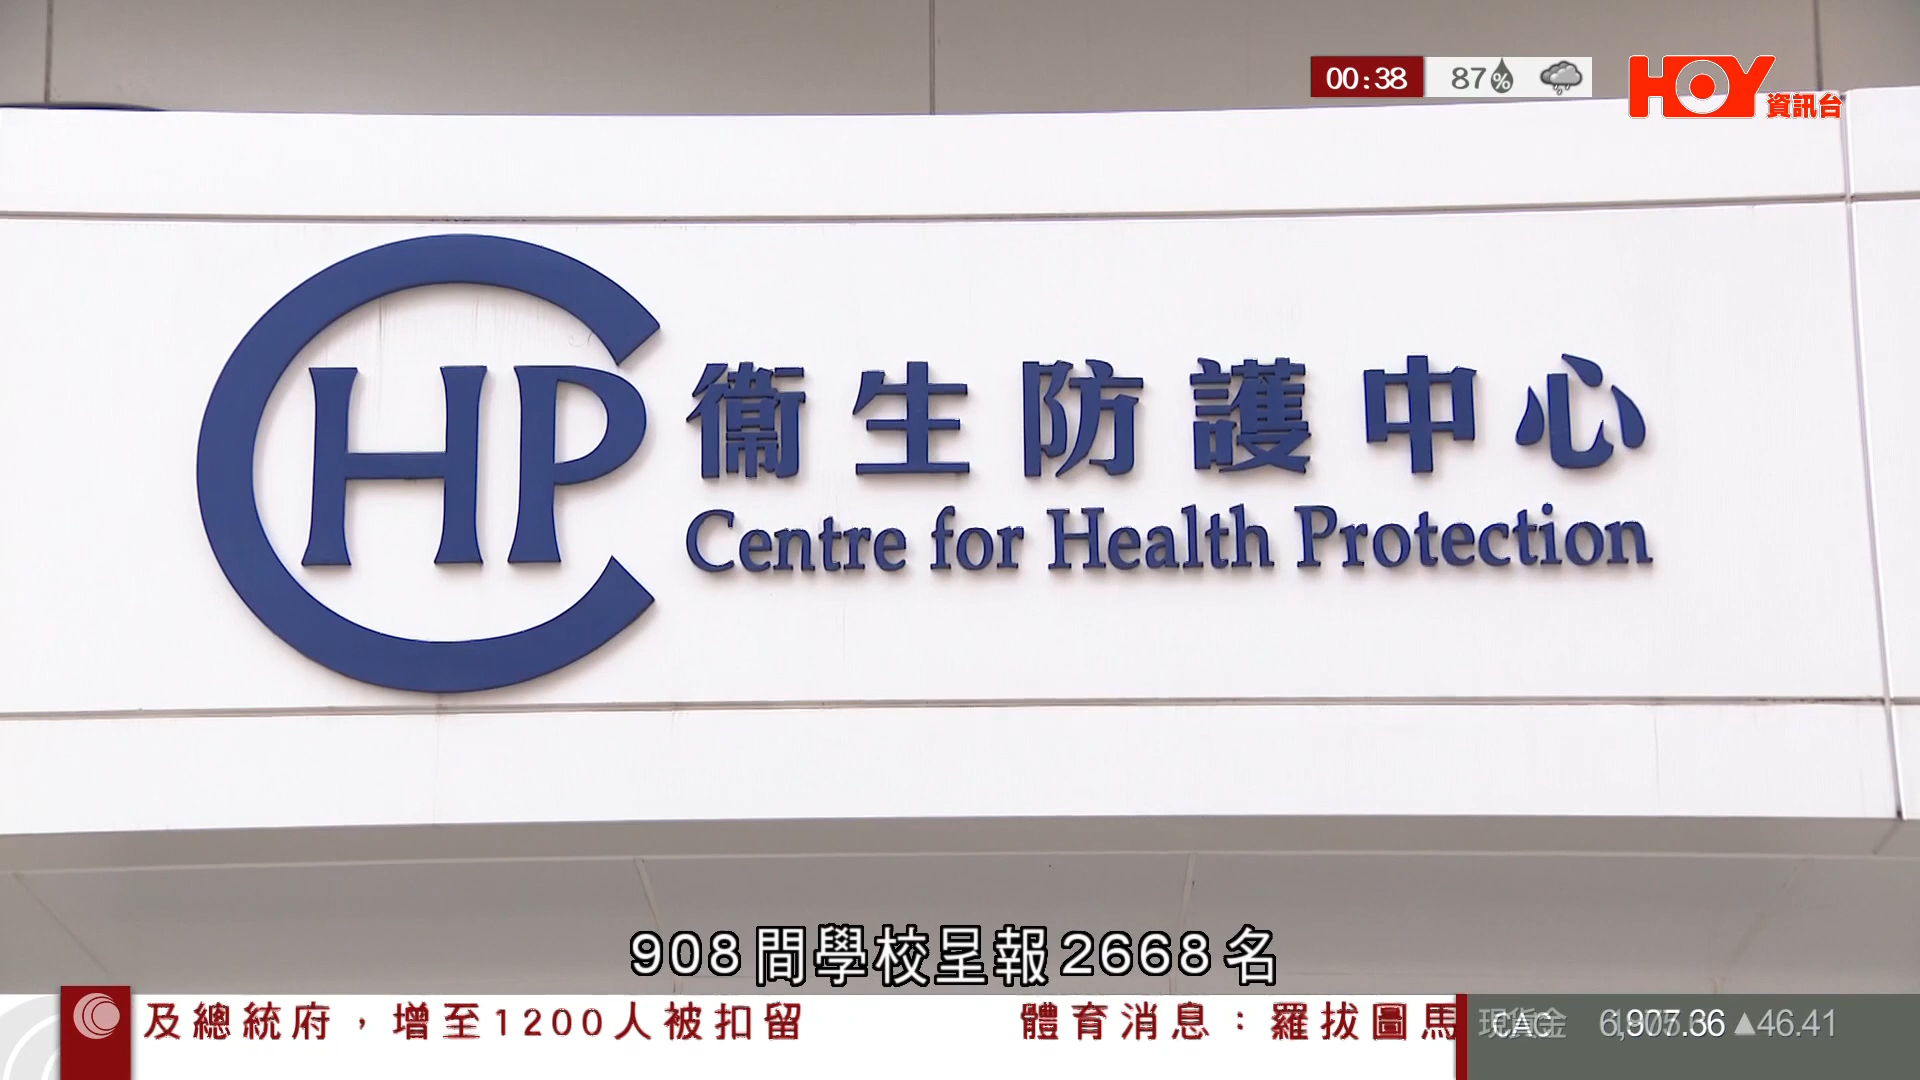 00:38 87%
HOY 資訊台
CHP
衞生防護中心
Centre for Health Protection
908間學校呈報2668名
及總統府，增至1200人被扣留 體育消息：羅拔圖馬
▲46.41